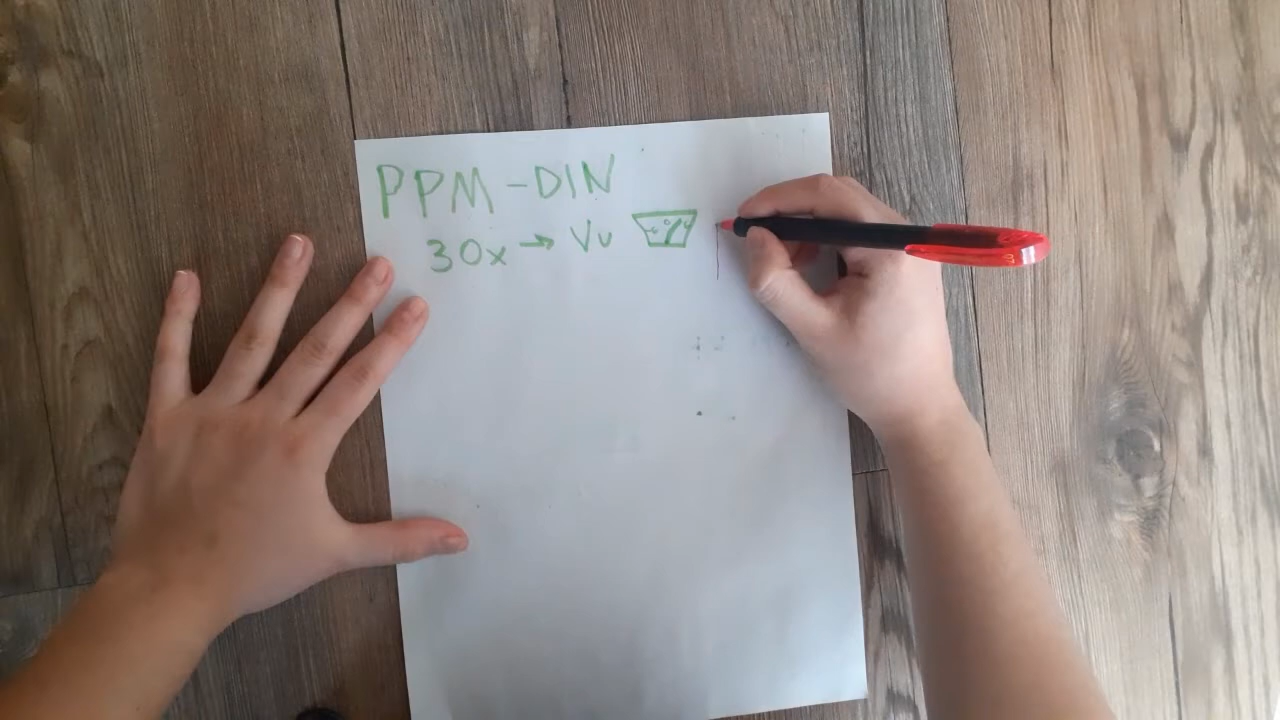 PPM-DIN
30x → Vu